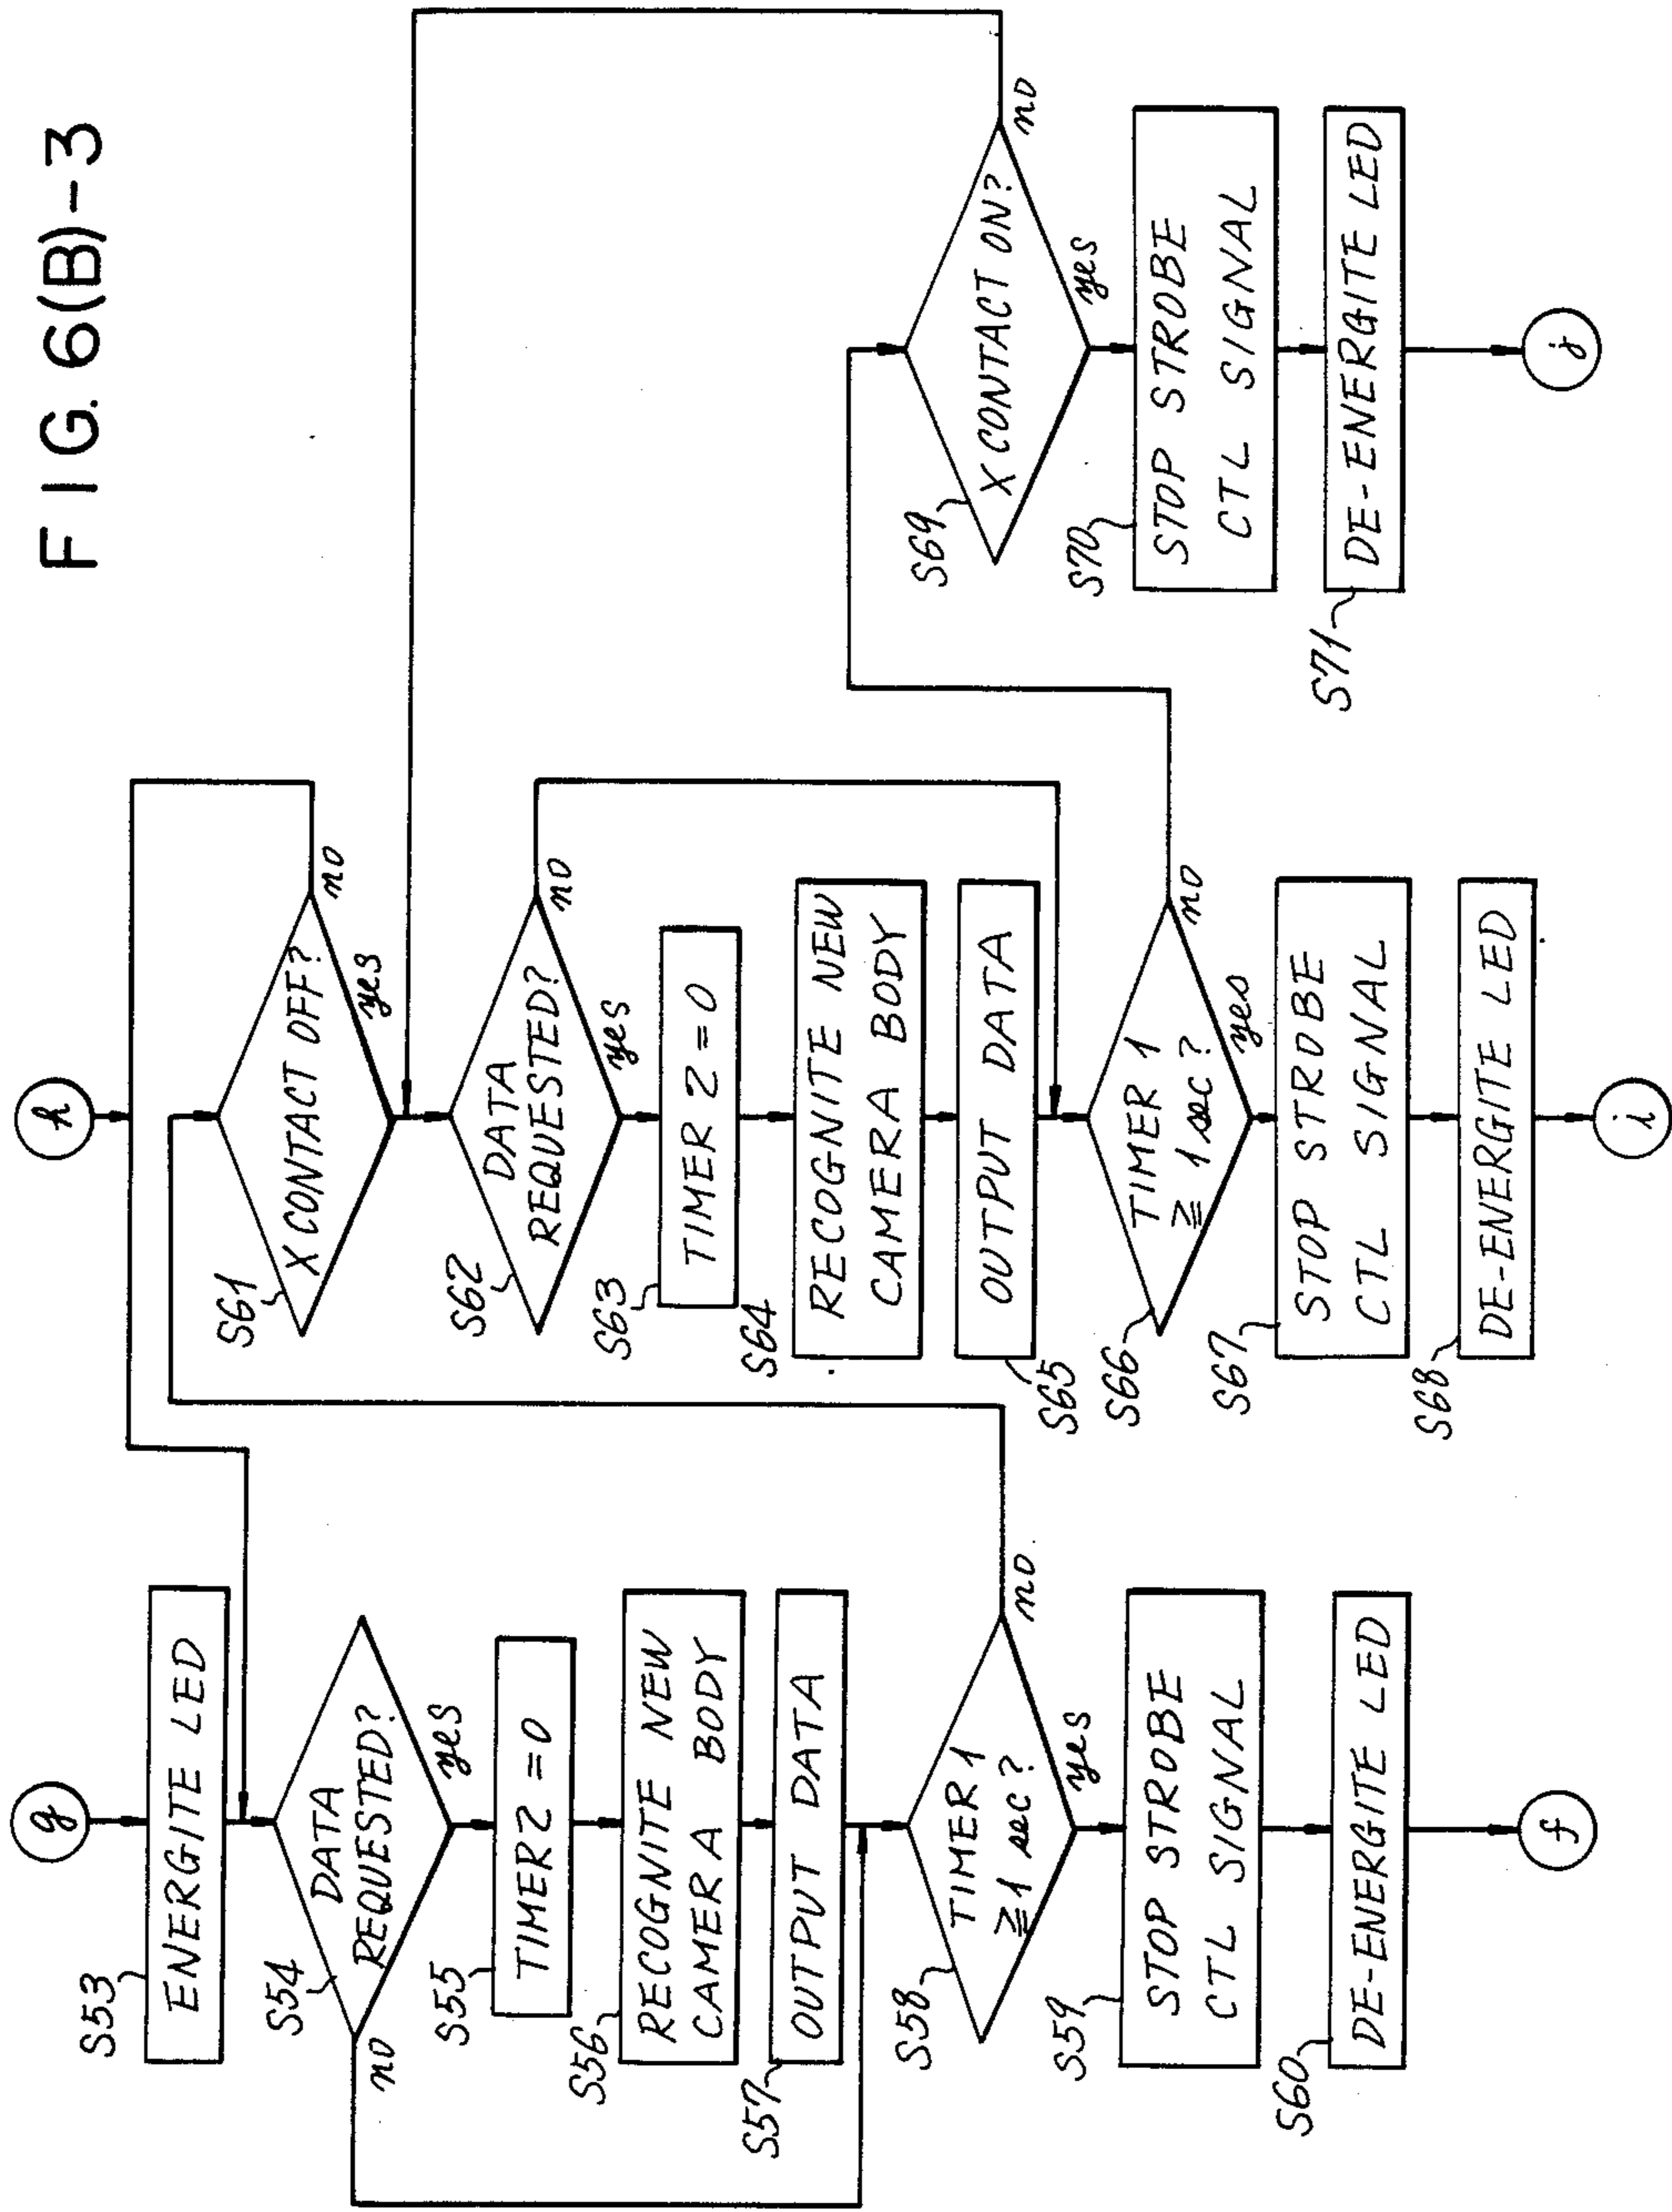 FIG. 6(B)-3
g
S53
ENERGITE LED
S54
DATA
REQUESTED?
no
yes
S55
TIMER 2 = 0
S56
RECOGNITE NEW
CAMERA BODY
S57
OUTPUT DATA
S58
TIMER 1
≧ 1 sec ?
no
yes
S59
STOP STROBE
CTL SIGNAL
S60
DE-ENERGITE LED
f
h
S61
X CONTACT OFF?
no
yes
S62
DATA
REQUESTED?
no
yes
S63
TIMER 2 = 0
S64
RECOGNITE NEW
CAMERA BODY
S65
OUTPUT DATA
S66
TIMER 1
≧ 1 sec ?
no
yes
S67
STOP STROBE
CTL SIGNAL
S68
DE-ENERGITE LED
i
S69
X CONTACT ON?
no
yes
S70
STOP STROBE
CTL SIGNAL
S71
DE-ENERGITE LED
j